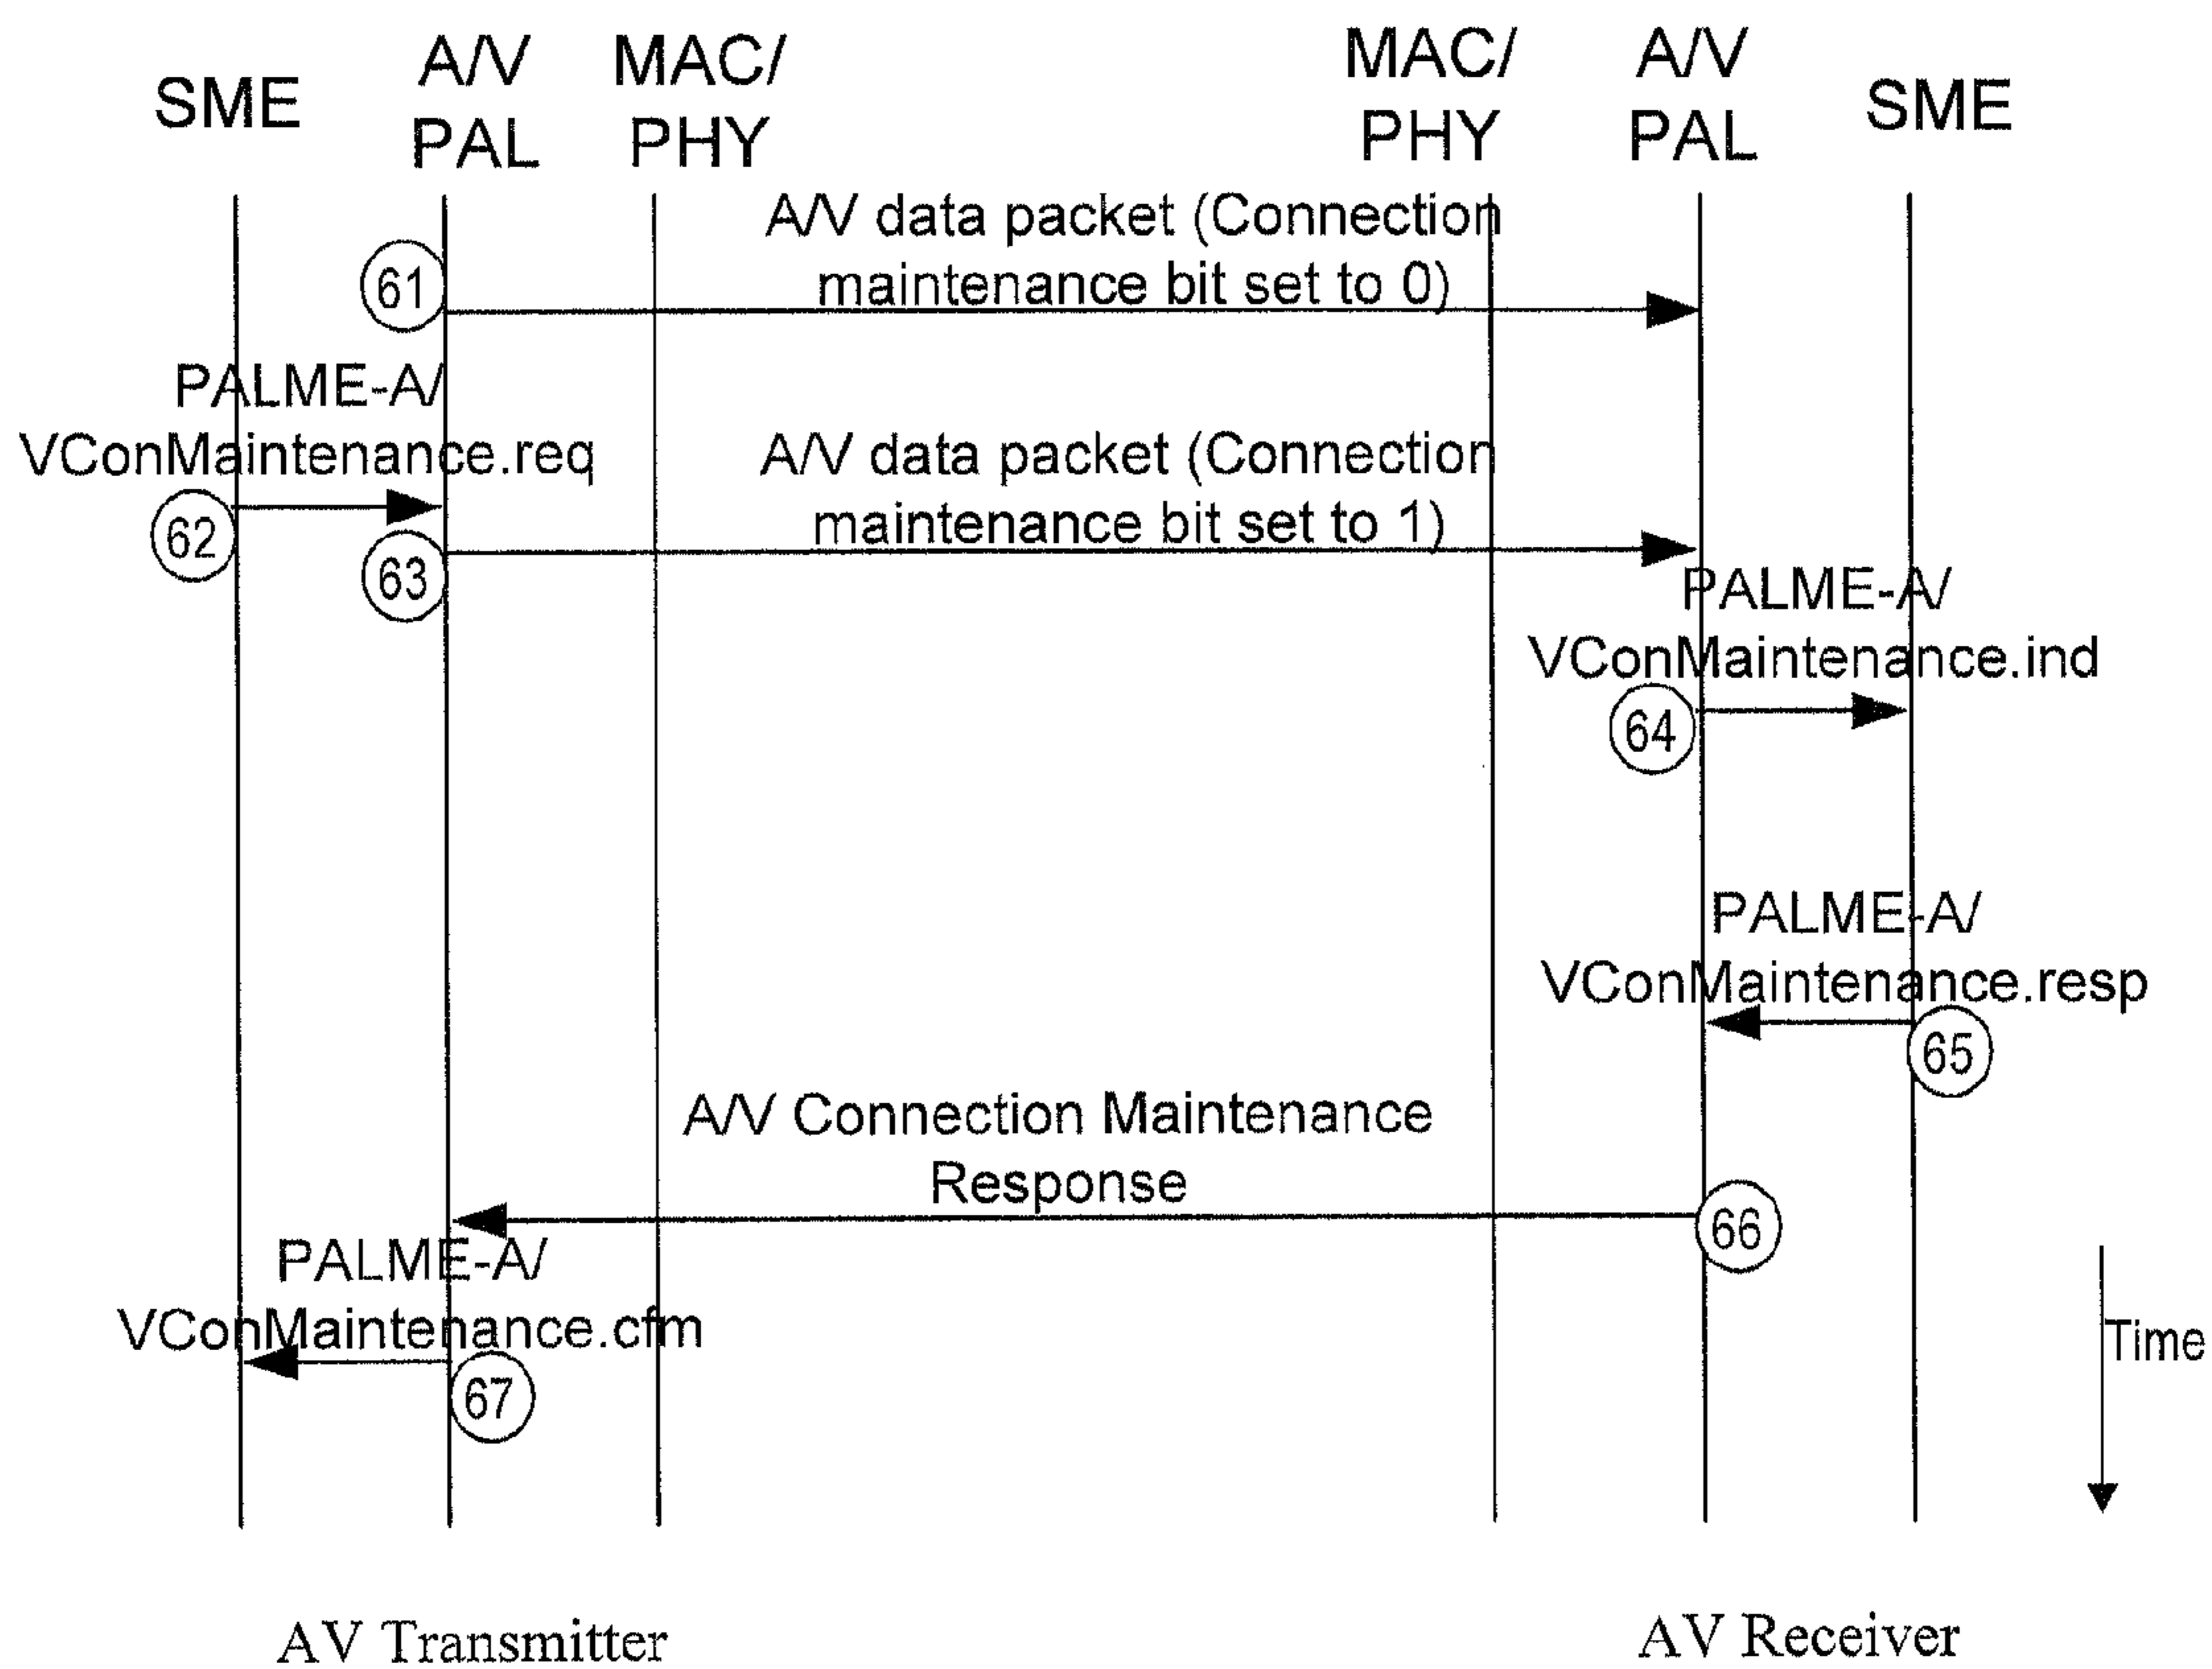 SME
A/V
PAL
MAC/
PHY
MAC/
PHY
A/V
PAL
SME
A/V data packet (Connection
maintenance bit set to 0)
61
PALME-A/
VConMaintenance.req
62
A/V data packet (Connection
maintenance bit set to 1)
63
PALME-A/
VConMaintenance.ind
64
PALME-A/
VConMaintenance.resp
65
A/V Connection Maintenance
Response
66
PALME-A/
VConMaintenance.cfm
67
Time
AV Transmitter
AV Receiver